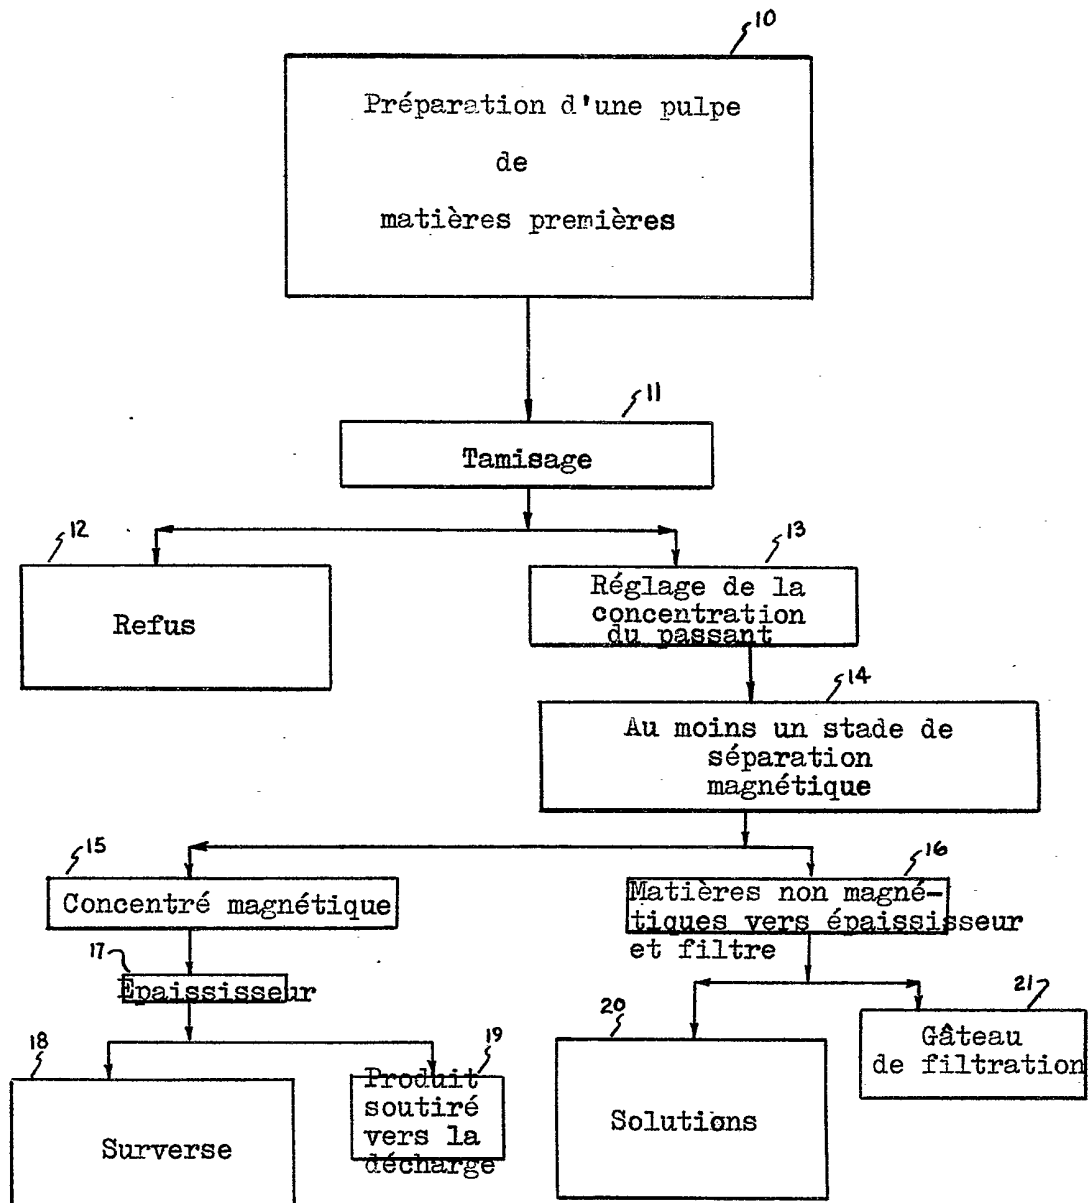 10
Préparation d'une pulpe
de
matières premières
11
Tamisage
12
Refus
13
Réglage de la
concentration
du passant
14
Au moins un stade de
séparation
magnétique
15
Concentré magnétique
16
Matières non magné-
tiques vers épaississeur
et filtre
17
Epaississeur
18
Surverse
19
Produit
soutiré
vers la
décharge
20
Solutions
21
Gâteau
de filtration